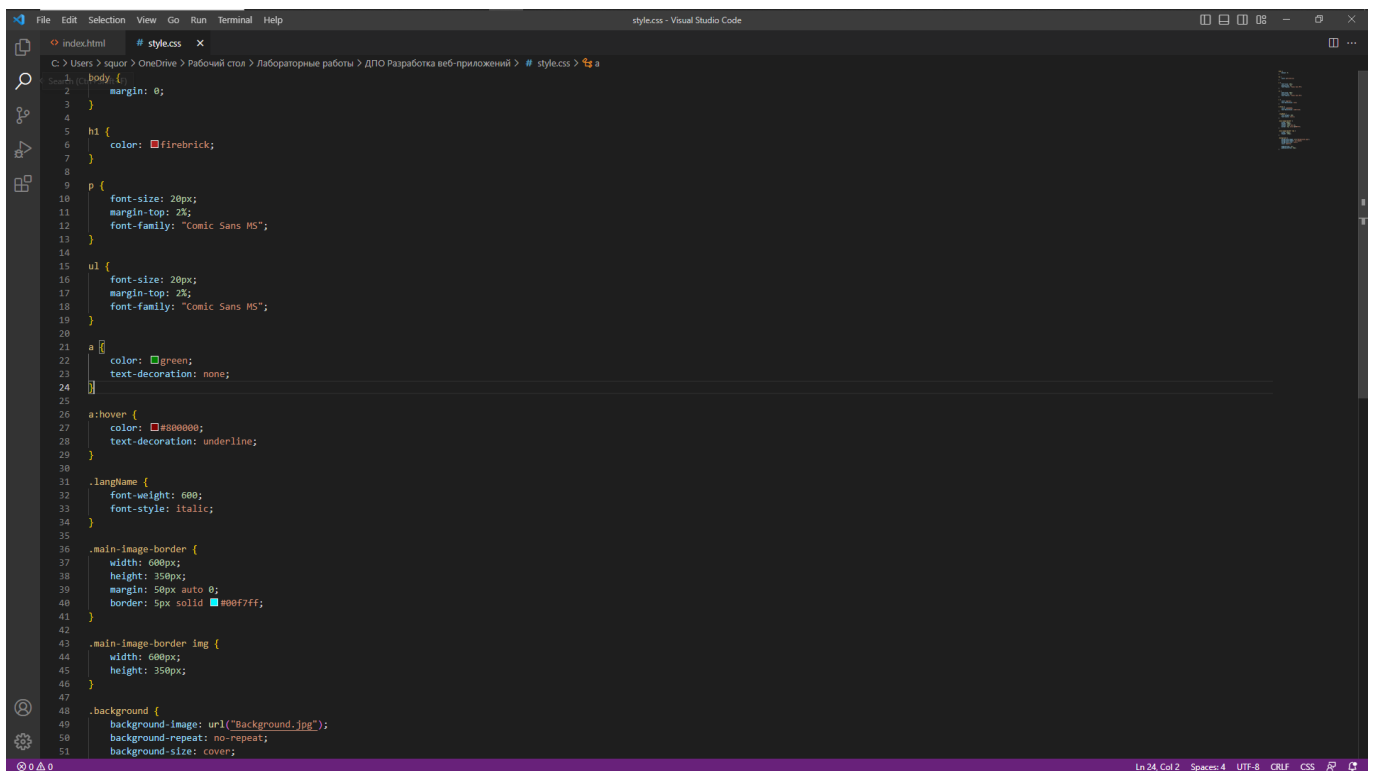 File Edit Selection View Go Run Terminal Help style.css - Visual Studio Code
index.html # style.css
C: > Users > squor > OneDrive > Рабочий стол > Лабораторные работы > ДПО Разработка веб-приложений > # style.css > a
1 body {
2 margin: 0;
3 }
4
5 h1 {
6 color: firebrick;
7 }
8
9 p {
10 font-size: 20px;
11 margin-top: 2%;
12 font-family: "Comic Sans MS";
13 }
14
15 ul {
16 font-size: 20px;
17 margin-top: 2%;
18 font-family: "Comic Sans MS";
19 }
20
21 a {
22 color: green;
23 text-decoration: none;
24 }
25
26 a:hover {
27 color: #800000;
28 text-decoration: underline;
29 }
30
31 .langName {
32 font-weight: 600;
33 font-style: italic;
34 }
35
36 .main-image-border {
37 width: 600px;
38 height: 350px;
39 margin: 50px auto 0;
40 border: 5px solid #00f7ff;
41 }
42
43 .main-image-border img {
44 width: 600px;
45 height: 350px;
46 }
47
48 .background {
49 background-image: url("Background.jpg");
50 background-repeat: no-repeat;
51 background-size: cover;
0 0 Ln 24, Col 2 Spaces: 4 UTF-8 CRLF CSS